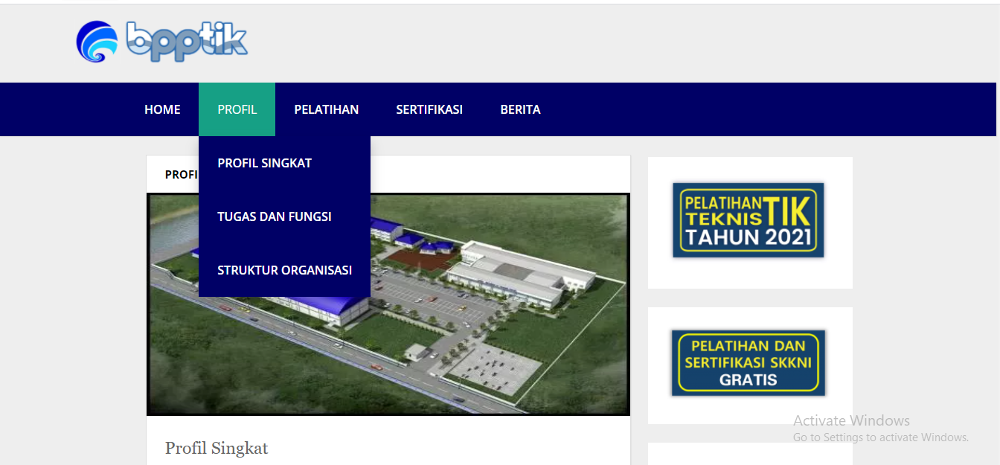 bpptik
HOME PROFIL PELATIHAN SERTIFIKASI BERITA
PROFIL SINGKAT
TUGAS DAN FUNGSI
STRUKTUR ORGANISASI
PROFI
Profil Singkat
PELATIHAN
TEKNIS TIK
TAHUN 2021
PELATIHAN DAN
SERTIFIKASI SKKNI
GRATIS
Activate Windows
Go to Settings to activate Windows.